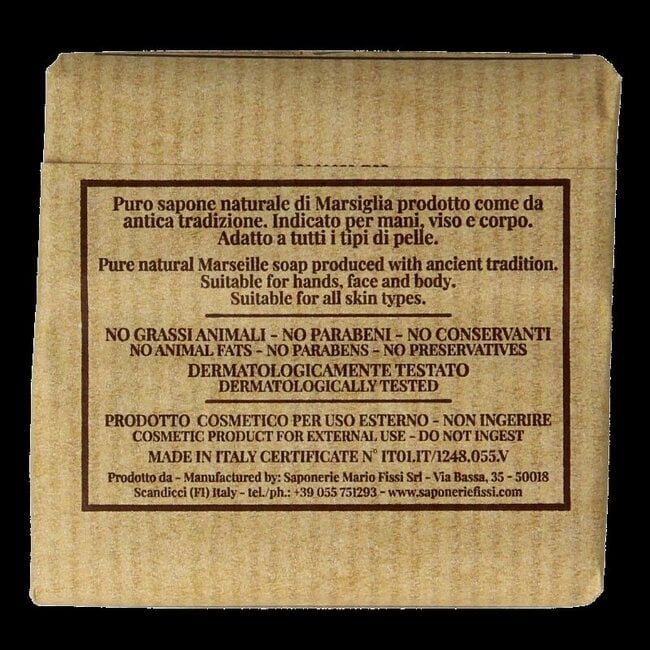 Puro sapone naturale di Marsiglia prodotto come da
antica tradizione. Indicato per mani, viso e corpo.
Adatto a tutti i tipi di pelle.
Pure natural Marseille soap produced with ancient tradition.
Suitable for hands, face and body.
Suitable for all skin types.
NO GRASSI ANIMALI - NO PARABENI - NO CONSERVANTI
NO ANIMAL FATS - NO PARABENS - NO PRESERVATIVES
DERMATOLOGICAMENTE TESTATO
DERMATOLOGICALLY TESTED
PRODOTTO COSMETICO PER USO ESTERNO - NON INGERIRE
COSMETIC PRODUCT FOR EXTERNAL USE - DO NOT INGEST
MADE IN ITALY CERTIFICATE N° IT01.IT/1248.055.V
Prodotto da - Manufactured by: Saponerie Mario Fissi Srl - Via Bassa, 35 - 50018
Scandicci (FI) Italy - tel./ph.: +39 055 751293 - www.saponeriefissi.com